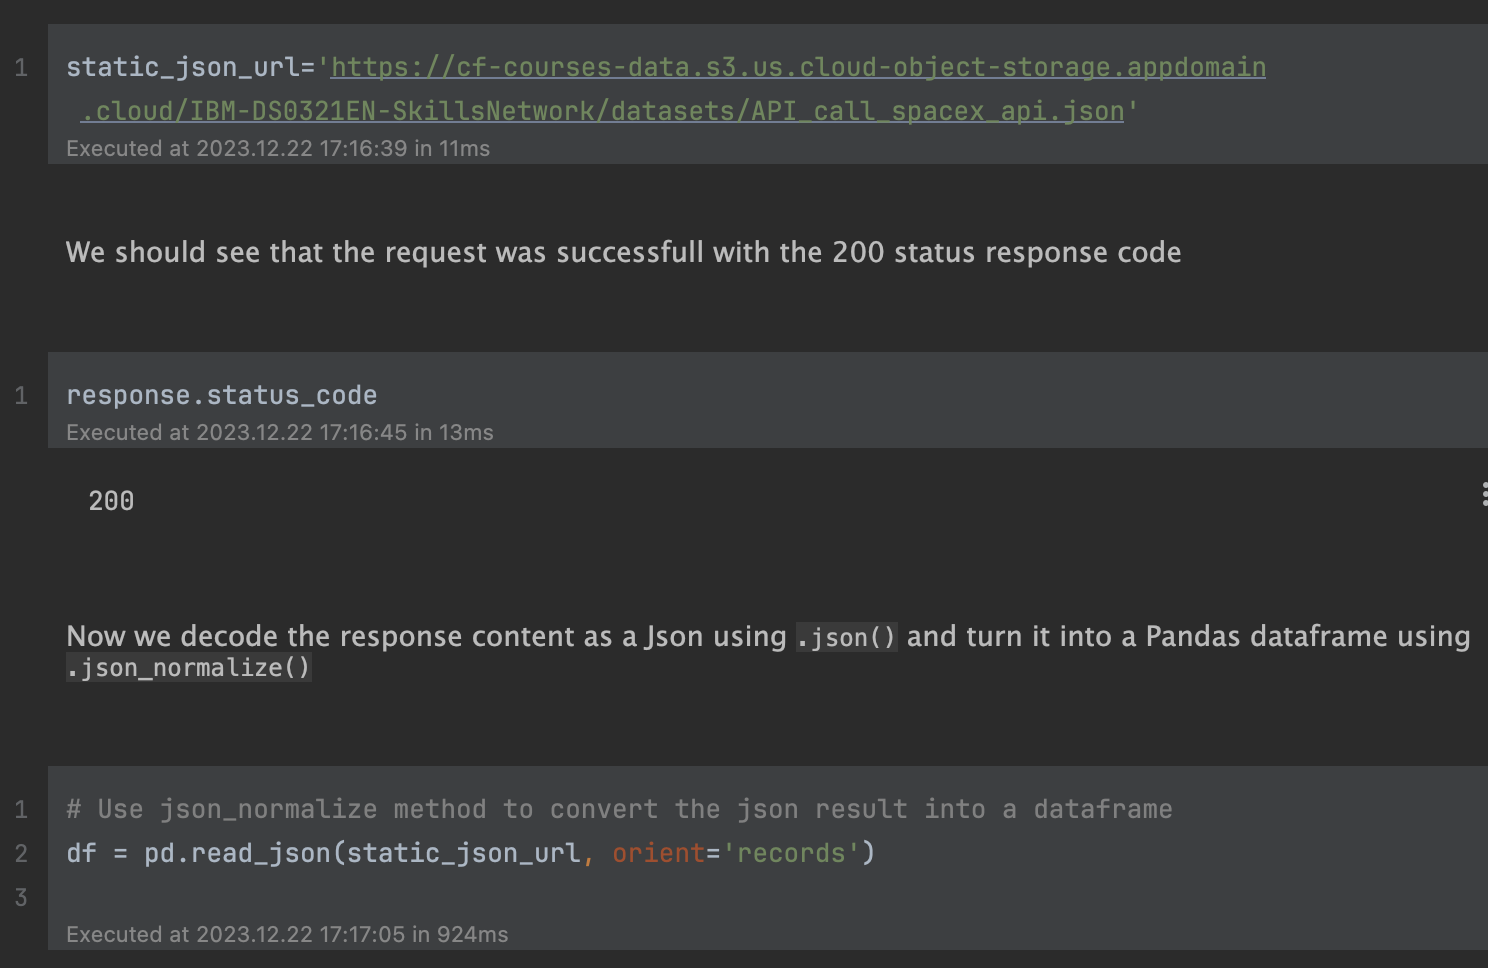 1 static_json_url='https://cf-courses-data.s3.us.cloud-object-storage.appdomain
.cloud/IBM-DS0321EN-SkillsNetwork/datasets/API_call_spacex_api.json'
Executed at 2023.12.22 17:16:39 in 11ms
We should see that the request was successfull with the 200 status response code
1 response.status_code
Executed at 2023.12.22 17:16:45 in 13ms
200
Now we decode the response content as a Json using .json() and turn it into a Pandas dataframe using
.json_normalize()
1 # Use json_normalize method to convert the json result into a dataframe
2 df = pd.read_json(static_json_url, orient='records')
3
Executed at 2023.12.22 17:17:05 in 924ms